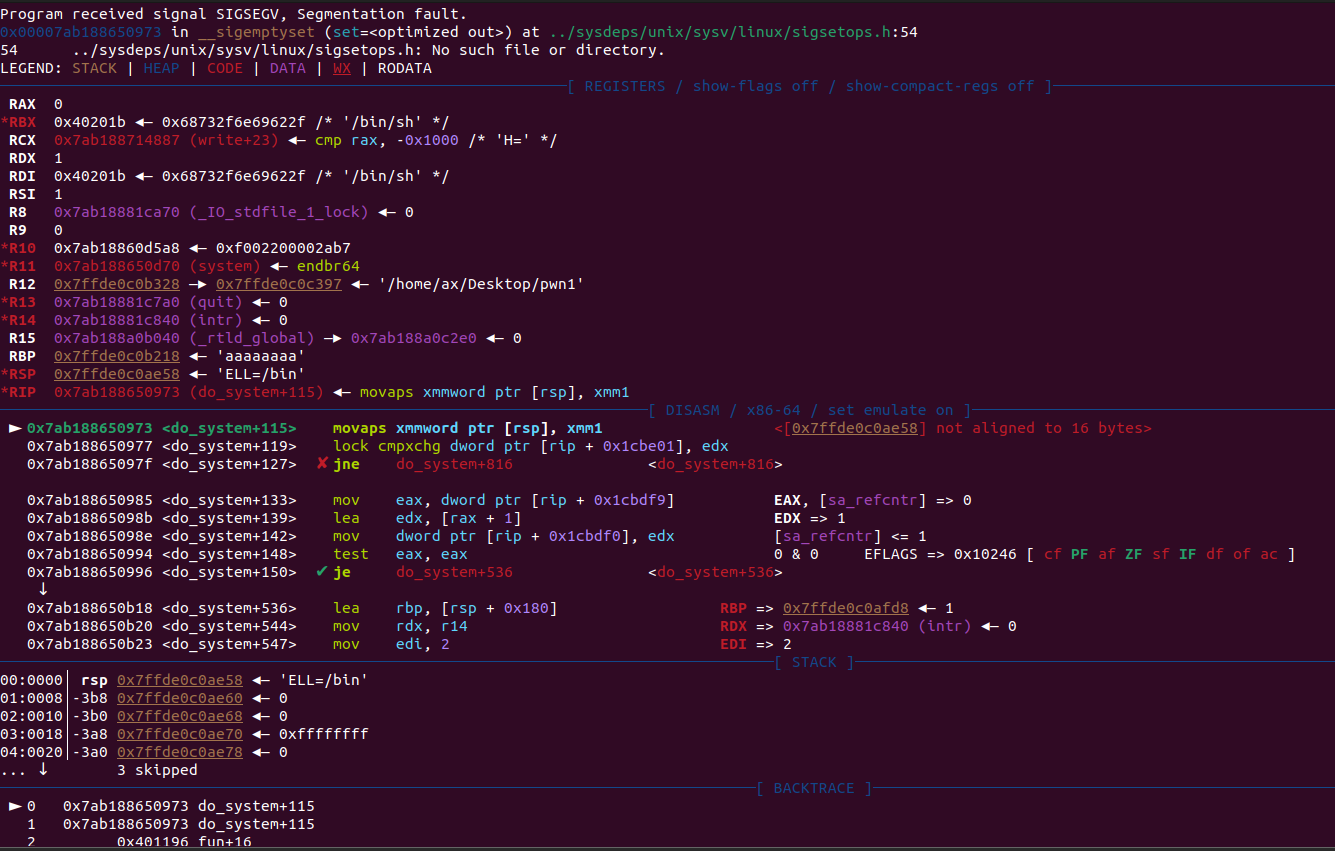 Program received signal SIGSEGV, Segmentation fault.
0x00007ab188650973 in __sigemptyset (set=<optimized out>) at ../sysdeps/unix/sysv/linux/sigsetops.h:54
54      ../sysdeps/unix/sysv/linux/sigsetops.h: No such file or directory.
LEGEND: STACK | HEAP | CODE | DATA | WX | RODATA
[ REGISTERS / show-flags off / show-compact-regs off ]
 RAX  0
*RBX  0x40201b ◂— 0x68732f6e69622f /* '/bin/sh' */
 RCX  0x7ab188714887 (write+23) ◂— cmp rax, -0x1000 /* 'H=' */
 RDX  1
 RDI  0x40201b ◂— 0x68732f6e69622f /* '/bin/sh' */
 RSI  1
 R8   0x7ab18881ca70 (_IO_stdfile_1_lock) ◂— 0
 R9   0
*R10  0x7ab18860d5a8 ◂— 0xf002200002ab7
*R11  0x7ab188650d70 (system) ◂— endbr64
 R12  0x7ffde0c0b328 —▸ 0x7ffde0c0c397 ◂— '/home/ax/Desktop/pwn1'
*R13  0x7ab18881c7a0 (quit) ◂— 0
*R14  0x7ab18881c840 (intr) ◂— 0
 R15  0x7ab188a0b040 (_rtld_global) —▸ 0x7ab188a0c2e0 ◂— 0
 RBP  0x7ffde0c0b218 ◂— 'aaaaaaaa'
*RSP  0x7ffde0c0ae58 ◂— 'ELL=/bin'
*RIP  0x7ab188650973 (do_system+115) ◂— movaps xmmword ptr [rsp], xmm1
[ DISASM / x86-64 / set emulate on ]
 ► 0x7ab188650973 <do_system+115>    movaps xmmword ptr [rsp], xmm1                   <[0x7ffde0c0ae58] not aligned to 16 bytes>
   0x7ab188650977 <do_system+119>    lock cmpxchg dword ptr [rip + 0x1cbe01], edx
   0x7ab18865097f <do_system+127>  ✘ jne    do_system+816               <do_system+816>
   0x7ab188650985 <do_system+133>    mov    eax, dword ptr [rip + 0x1cbdf9]           EAX, [sa_refcntr] => 0
   0x7ab18865098b <do_system+139>    lea    edx, [rax + 1]                            EDX => 1
   0x7ab18865098e <do_system+142>    mov    dword ptr [rip + 0x1cbdf0], edx           [sa_refcntr] <= 1
   0x7ab188650994 <do_system+148>    test   eax, eax                                  0 & 0     EFLAGS => 0x10246 [ cf PF af ZF sf IF df of ac ]
   0x7ab188650996 <do_system+150>  ✔ je     do_system+536               <do_system+536>
    ↓
   0x7ab188650b18 <do_system+536>    lea    rbp, [rsp + 0x180]                  RBP => 0x7ffde0c0afd8 ◂— 1
   0x7ab188650b20 <do_system+544>    mov    rdx, r14                            RDX => 0x7ab18881c840 (intr) ◂— 0
   0x7ab188650b23 <do_system+547>    mov    edi, 2                              EDI => 2
[ STACK ]
00:0000│ rsp 0x7ffde0c0ae58 ◂— 'ELL=/bin'
01:0008│-3b8 0x7ffde0c0ae60 ◂— 0
02:0010│-3b0 0x7ffde0c0ae68 ◂— 0
03:0018│-3a8 0x7ffde0c0ae70 ◂— 0xffffffff
04:0020│-3a0 0x7ffde0c0ae78 ◂— 0
... ↓        3 skipped
[ BACKTRACE ]
 ► 0   0x7ab188650973 do_system+115
   1   0x7ab188650973 do_system+115
   2         0x401196 fun+16